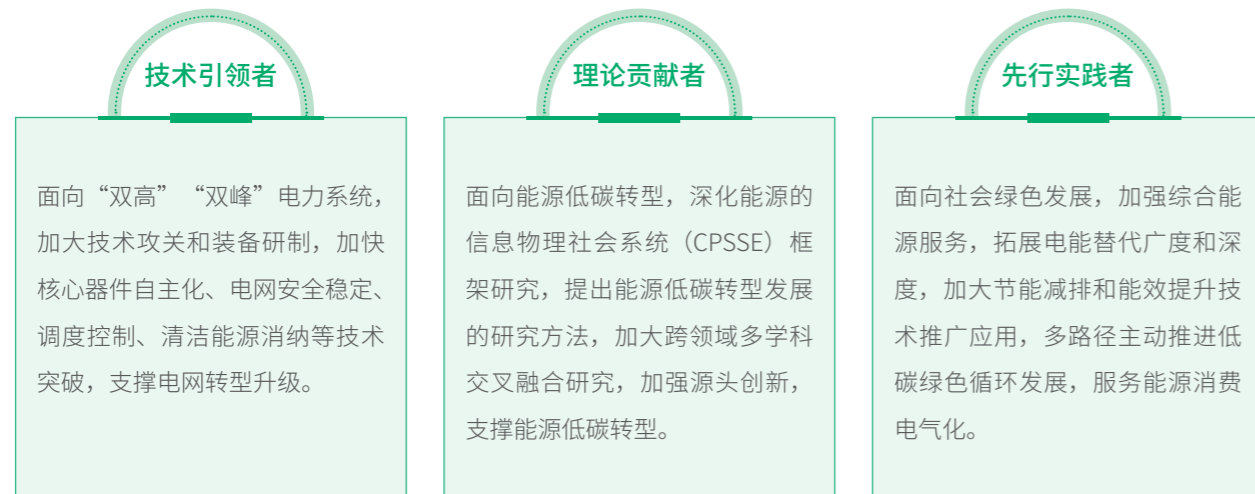 技术引领者
面向“双高”“双峰”电力系统，
加大技术攻关和装备研制，加快
核心器件自主化、电网安全稳定、
调度控制、清洁能源消纳等技术
突破，支撑电网转型升级。
理论贡献者
面向能源低碳转型，深化能源的
信息物理社会系统（CPSSE）框
架研究，提出能源低碳转型发展
的研究方法，加大跨领域多学科
交叉融合研究，加强源头创新，
支撑能源低碳转型。
先行实践者
面向社会绿色发展，加强综合能
源服务，拓展电能替代广度和深
度，加大节能减排和能效提升技
术推广应用，多路径主动推进低
碳绿色循环发展，服务能源消费
电气化。